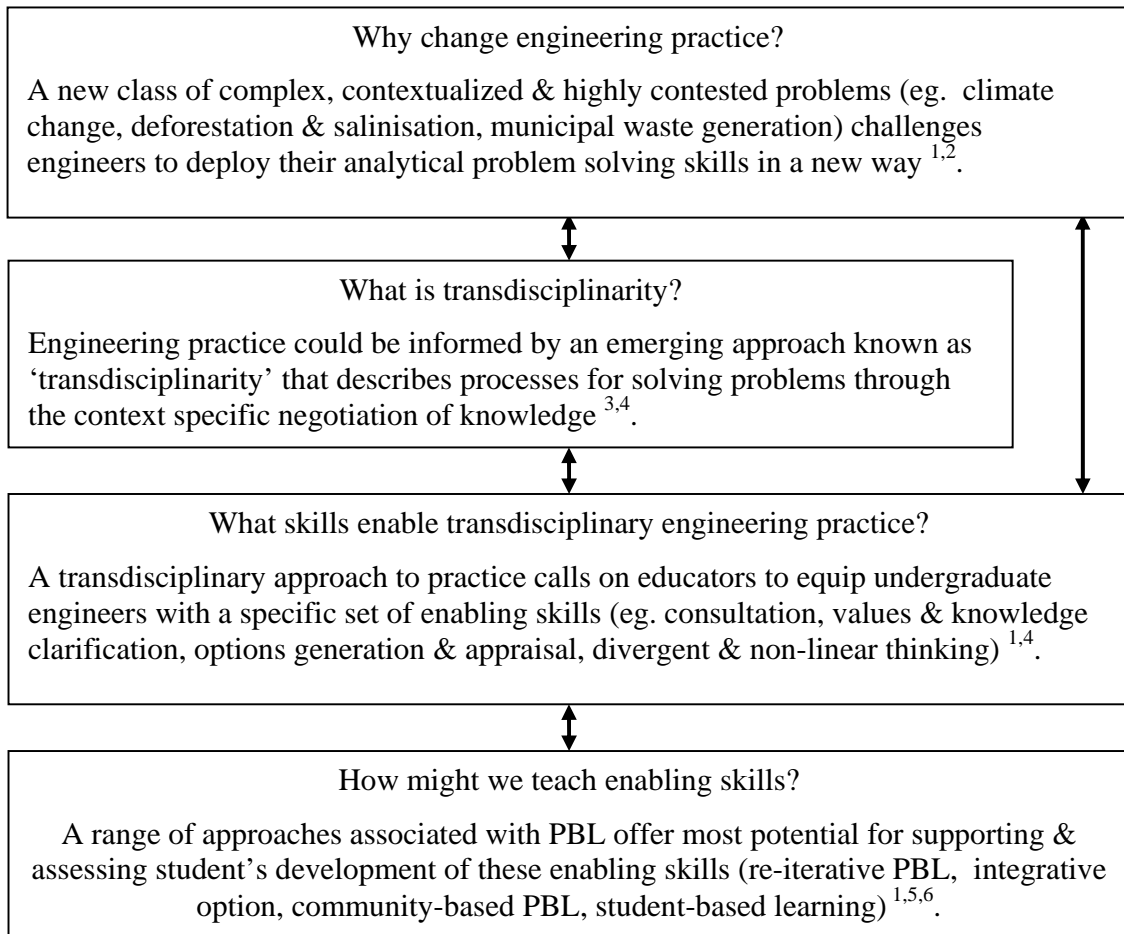 Why change engineering practice?
A new class of complex, contextualized & highly contested problems (eg. climate
change, deforestation & salinisation, municipal waste generation) challenges
engineers to deploy their analytical problem solving skills in a new way 1,2.
What is transdisciplinarity?
Engineering practice could be informed by an emerging approach known as
‘transdisciplinarity’ that describes processes for solving problems through
the context specific negotiation of knowledge 3,4.
What skills enable transdisciplinary engineering practice?
A transdisciplinary approach to practice calls on educators to equip undergraduate
engineers with a specific set of enabling skills (eg. consultation, values & knowledge
clarification, options generation & appraisal, divergent & non-linear thinking) 1,4.
How might we teach enabling skills?
A range of approaches associated with PBL offer most potential for supporting &
assessing student’s development of these enabling skills (re-iterative PBL, integrative
option, community-based PBL, student-based learning) 1,5,6.